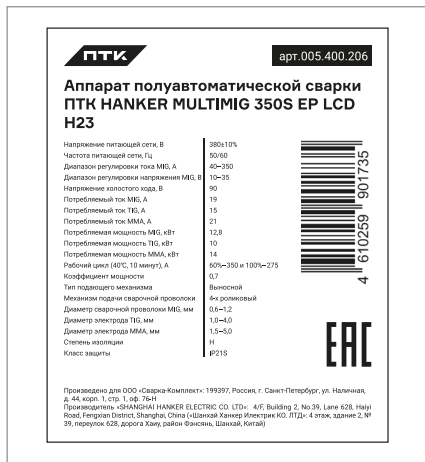 ПТК
арт.005.400.206
Аппарат полуавтоматической сварки
ПТК HANKER MULTIMIG 350S EP LCD
H23
Напряжение питающей сети, В 380±10%
Частота питающей сети, Гц 50/60
Диапазон регулировки тока MIG, А 40–350
Диапазон регулировки напряжения MIG, В 10–35
Напряжение холостого хода, В 90
Потребляемый ток MIG, А 19
Потребляемый ток TIG, А 15
Потребляемый ток MMA, А 21
Потребляемая мощность MIG, кВт 12,8
Потребляемая мощность TIG, кВт 10
Потребляемая мощность MMA, кВт 14
Рабочий цикл (40°C, 10 минут), А 60%–350 и 100%–275
Коэффициент мощности 0,7
Тип подающего механизма Выносной
Механизм подачи сварочной проволоки 4-х роликовый
Диаметр сварочной проволоки MIG, мм 0,6–1,2
Диаметр электрода TIG, мм 1,0–4,0
Диаметр электрода MMA, мм 1,5–5,0
Степень изоляции H
Класс защиты IP21S
4 610259 901735
EAC
Произведено для ООО «Сварка-Комплект»: 199397, Россия, г. Санкт-Петербург, ул. Наличная,
д. 44, корп. 1, стр. 1, оф. 76-Н
Производитель «SHANGHAI HANKER ELECTRIC CO. LTD»: 4/F, Building 2, No.39, Lane 628, Haiyi
Road, Fengxian District, Shanghai, China («Шанхай Ханкер Илектрик КО. ЛТД»: 4 этаж, здание 2, №
39, переулок 628, дорога Хаиу, район Фэнсянь, Шанхай, Китай)